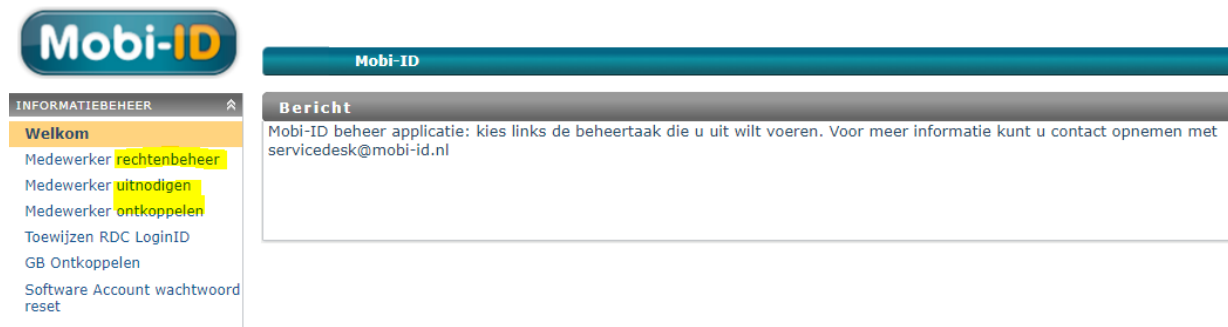 Mobi-ID
Mobi-ID
INFORMATIEBEHEER
Bericht
Welkom
Medewerker rechtenbeheer
Medewerker uitnodigen
Medewerker ontkoppelen
Toewijzen RDC LoginID
GB Ontkoppelen
Software Account wachtwoord
reset
Mobi-ID beheer applicatie: kies links de beheertaak die u uit wilt voeren. Voor meer informatie kunt u contact opnemen met
servicedesk@mobi-id.nl